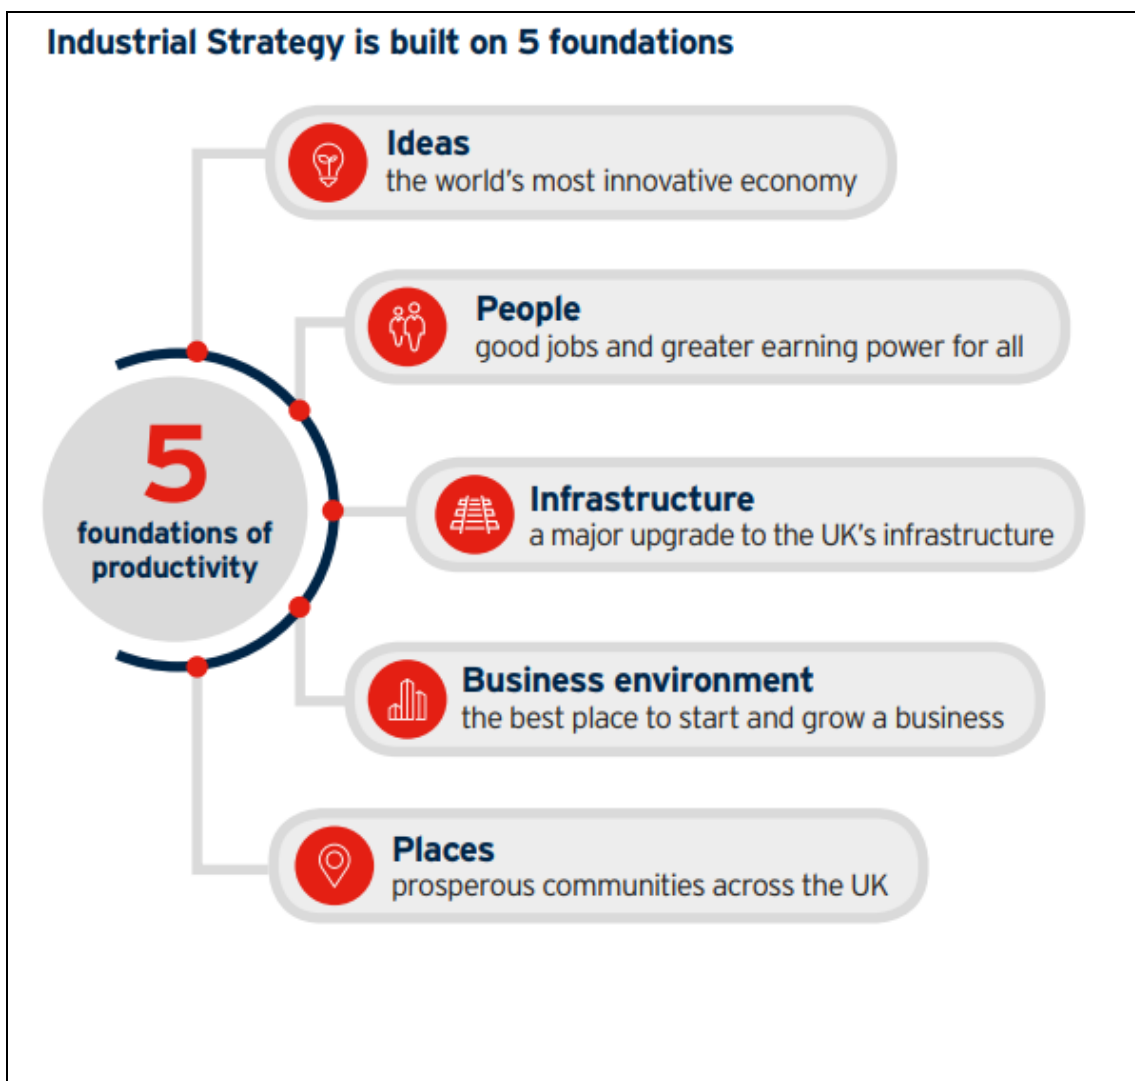 Industrial Strategy is built on 5 foundations
Ideas
the world's most innovative economy
People
good jobs and greater earning power for all
5
foundations of
productivity
Infrastructure
a major upgrade to the UK's infrastructure
Business environment
the best place to start and grow a business
Places
prosperous communities across the UK